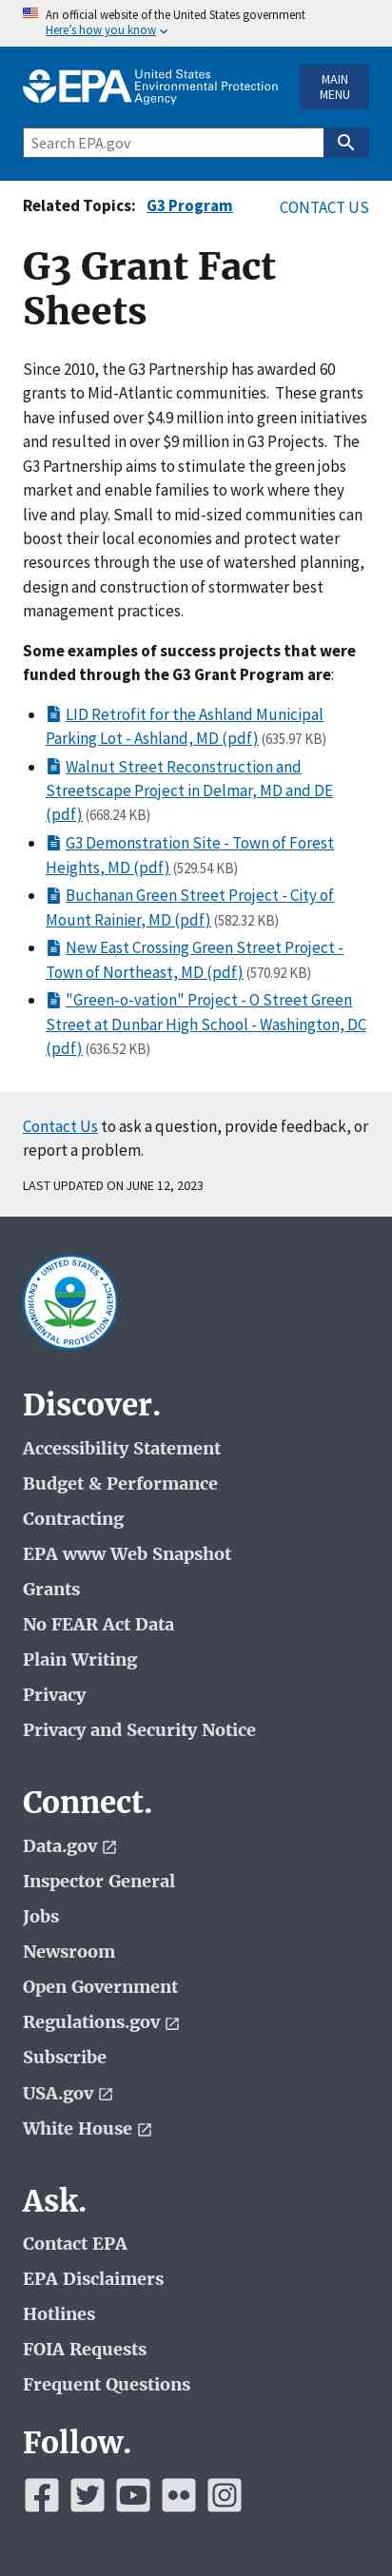 An official website of the United States government
Here's how you know
EPA United States
Environmental Protection
Agency
MAIN
MENU
Search EPA.gov
Related Topics: G3 Program
CONTACT US
G3 Grant Fact
Sheets
Since 2010, the G3 Partnership has awarded 60
grants to Mid-Atlantic communities.  These grants
have infused over $4.9 million into green initiatives
and resulted in over $9 million in G3 Projects.  The
G3 Projects aim to stimulate the green jobs
market and enable families to work where they
live and play. Small to mid-sized communities can
boost their local economies and protect water
resources through the use of watershed planning,
design and construction of stormwater best
management practices.
Some examples of success projects that were
funded through the G3 Grant Program are:
LID Retrofit for the Ashland Municipal
Parking Lot - Ashland, MD (pdf) (635.97 KB)
Walnut Street Reconstruction and
Streetscape Project in Delmar, MD and DE
(pdf) (668.24 KB)
G3 Demonstration Site - Town of Forest
Heights, MD (pdf) (529.54 KB)
Buchanan Green Street Project - City of
Mount Rainier, MD (pdf) (582.32 KB)
New East Crossing Green Street Project -
Town of Northeast, MD (pdf) (570.92 KB)
"Green-o-vation" Project - O Street Green
Street at Dunbar High School - Washington, DC
(pdf) (636.52 KB)
Contact Us to ask a question, provide feedback, or
report a problem.
LAST UPDATED ON JUNE 12, 2023
UNITED STATES
ENVIRONMENTAL PROTECTION AGENCY
Discover.
Accessibility Statement
Budget & Performance
Contracting
EPA www Web Snapshot
Grants
No FEAR Act Data
Plain Writing
Privacy
Privacy and Security Notice
Connect.
Data.gov
Inspector General
Jobs
Newsroom
Open Government
Regulations.gov
Subscribe
USA.gov
White House
Ask.
Contact EPA
EPA Disclaimers
Hotlines
FOIA Requests
Frequent Questions
Follow.